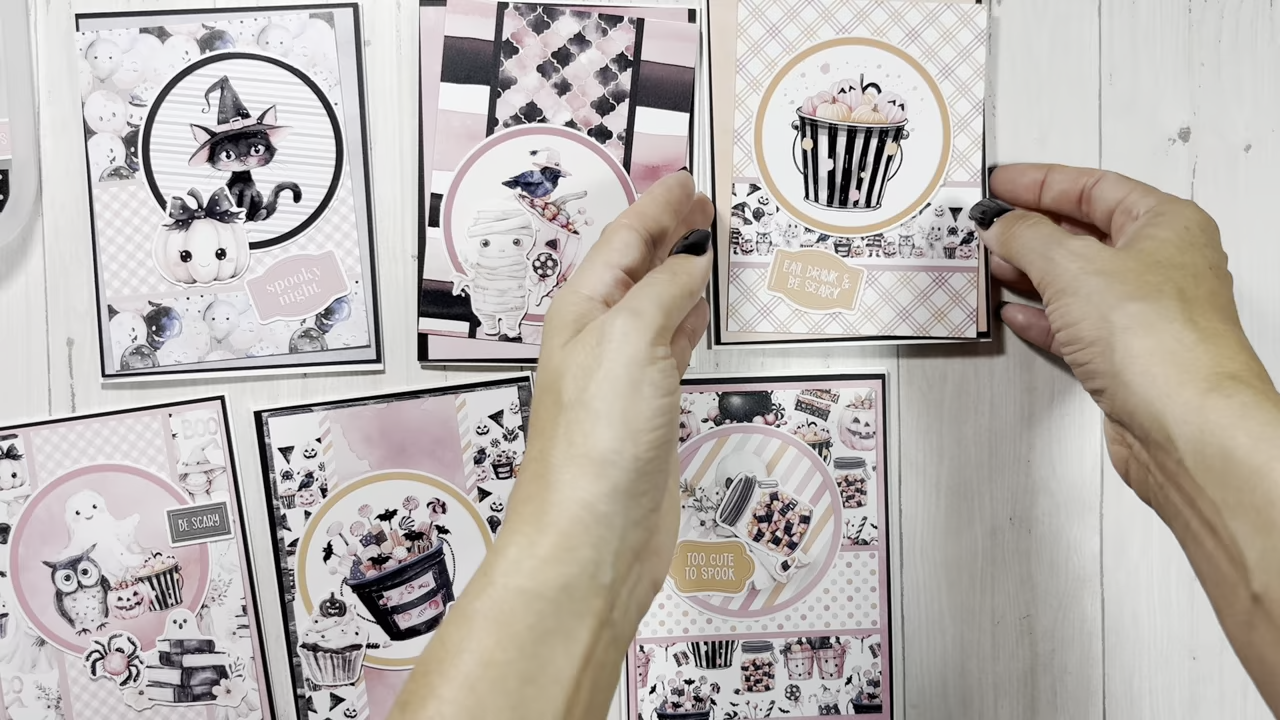 spooky
night
EAT, DRINK &
BE SCARY
BOO
BE SCARY
TOO CUTE
TO SPOOK